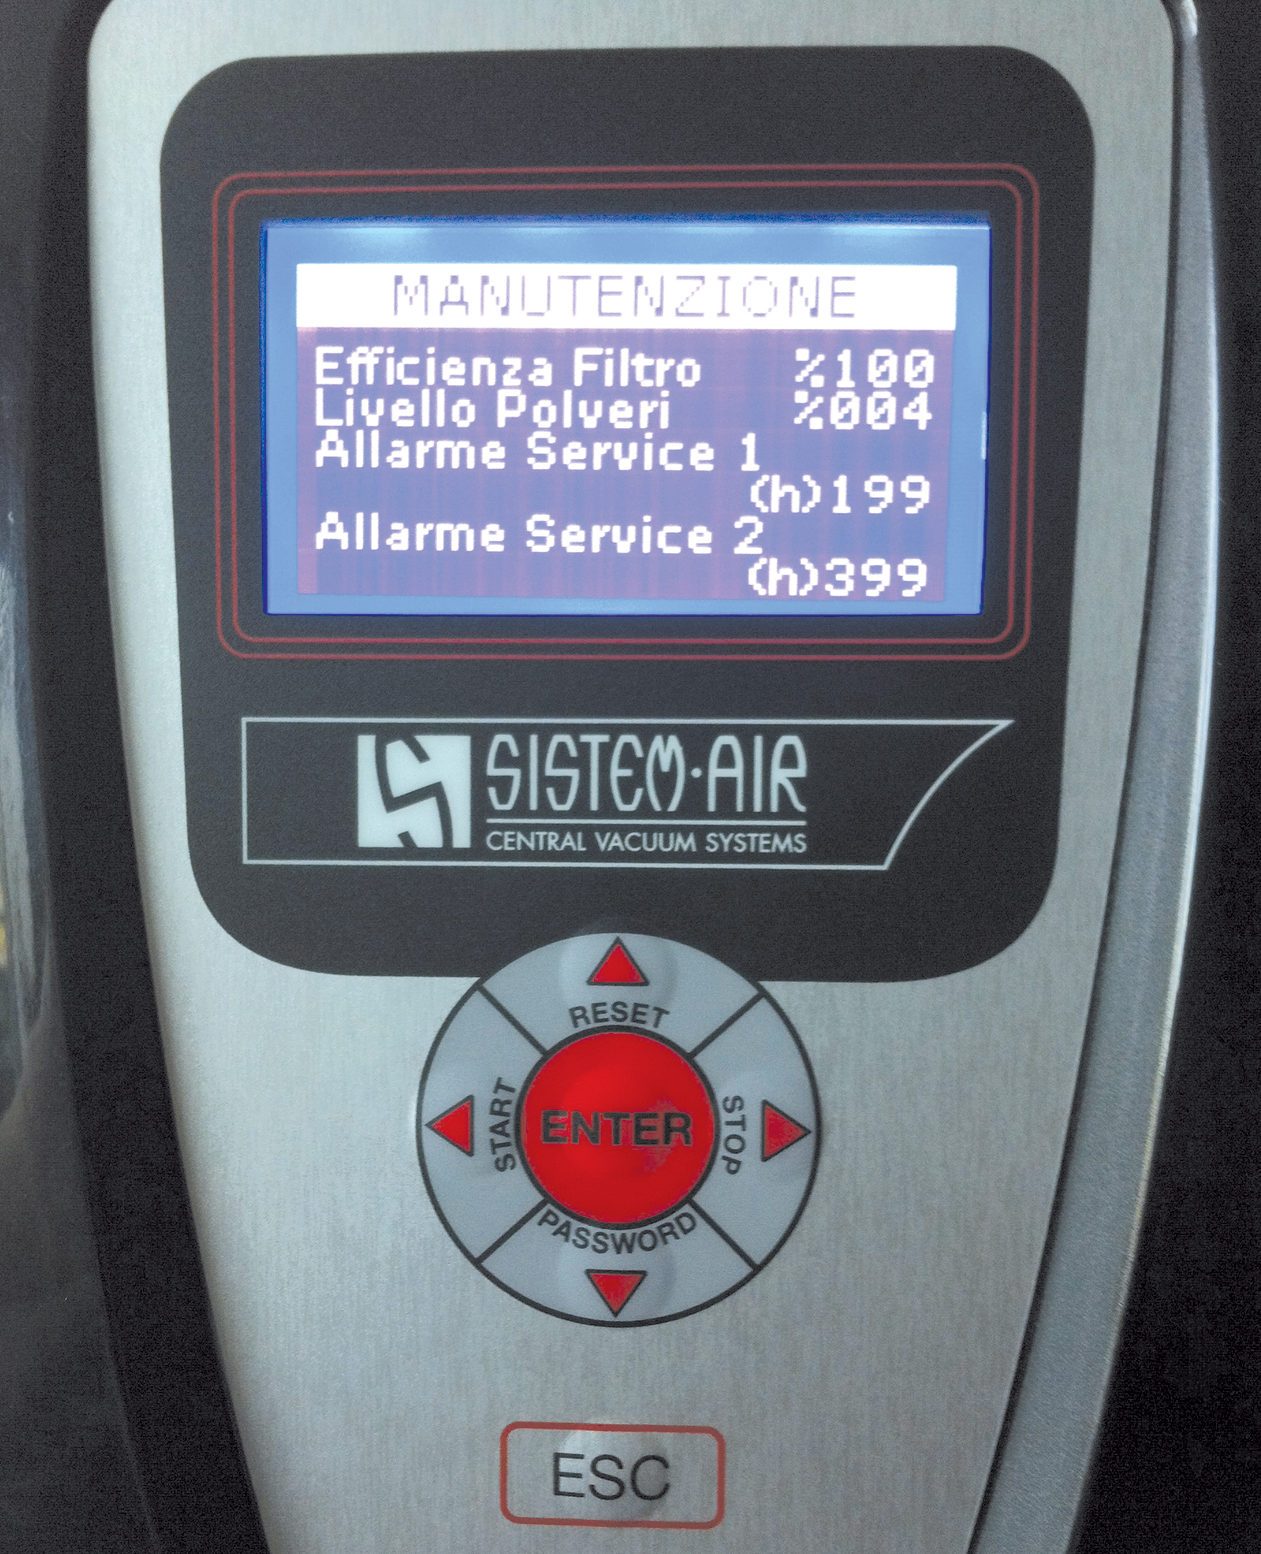 MANUTENZIONE
Efficienza Filtro %100
Livello Polveri %004
Allarme Service 1
(h)199
Allarme Service 2
(h)399
SISTEM·AIR
CENTRAL VACUUM SYSTEMS
RESET
START
ENTER
STOP
PASSWORD
ESC